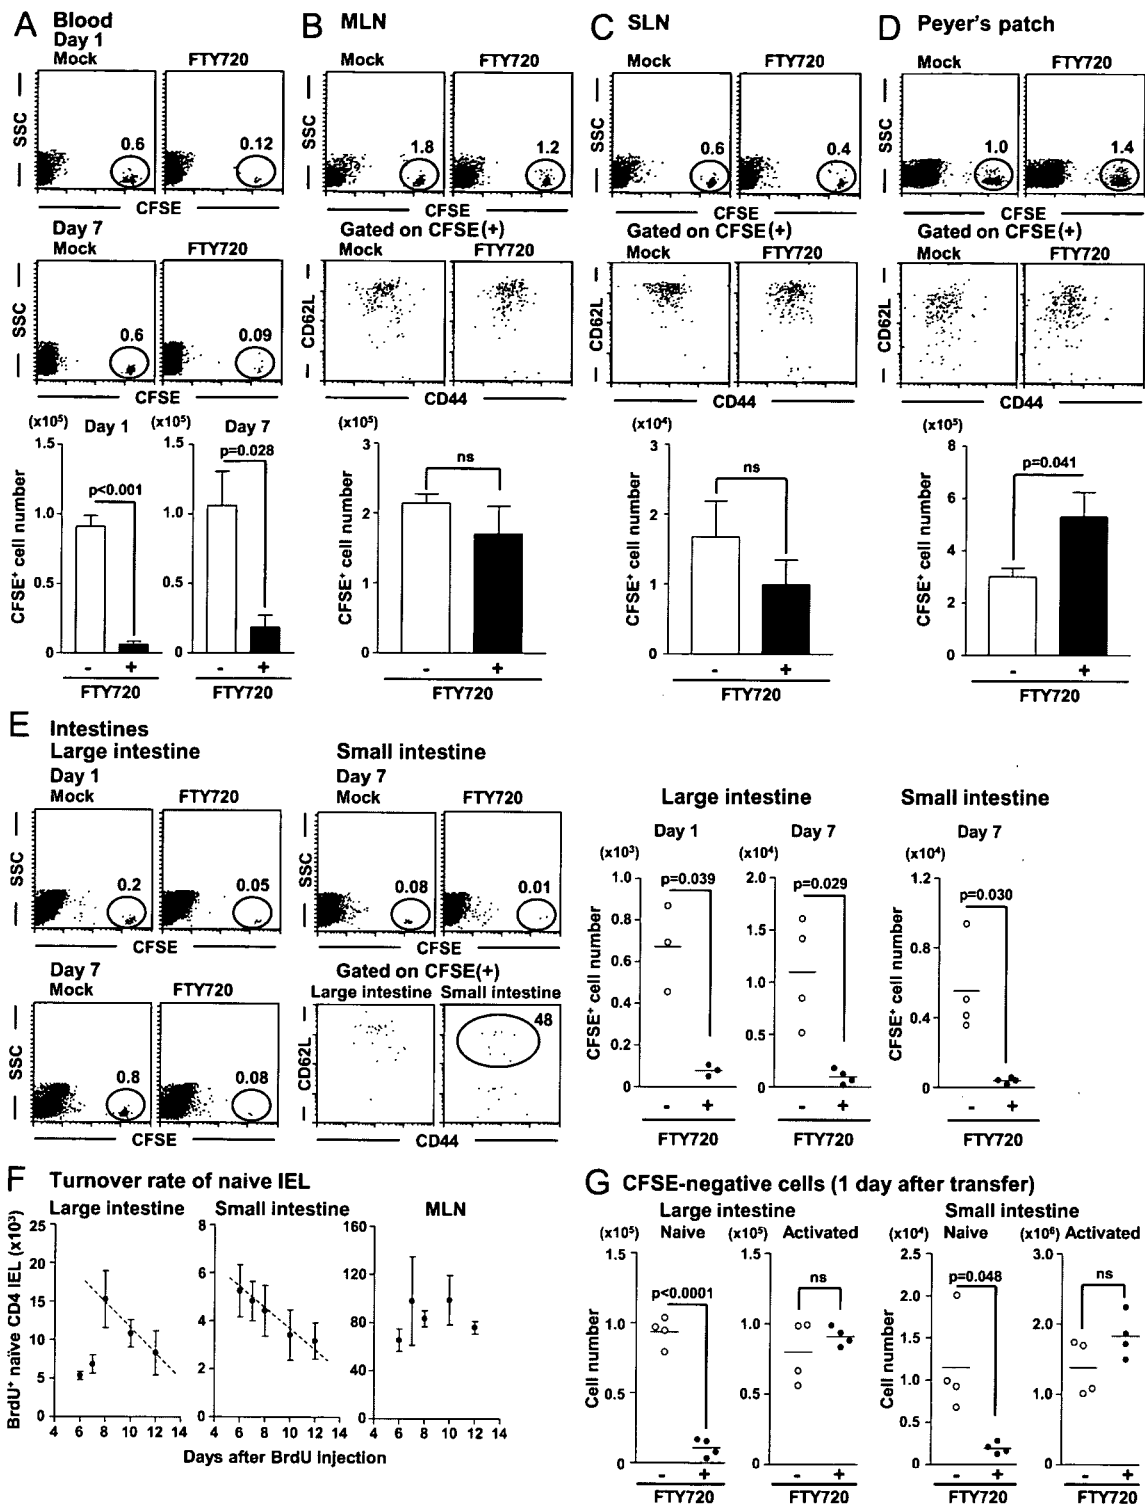 A Blood
Day 1
Mock FTY720
SSC
0.6 0.12
CFSE
Day 7
Mock FTY720
SSC
0.6 0.09
CFSE
(x10⁵) Day 1 (x10⁵) Day 7
CFSE⁺ cell number
1.5
1.0
0.5
0
p<0.001
1.5
1.0
0.5
0
p=0.028
- + - +
FTY720 FTY720
B MLN
Mock FTY720
SSC
1.8 1.2
CFSE
Gated on CFSE(+)
Mock FTY720
CD62L
CD44
(x10⁵)
CFSE⁺ cell number
3
2
1
0
ns
- +
FTY720
C SLN
Mock FTY720
SSC
0.6 0.4
CFSE
Gated on CFSE(+)
Mock FTY720
CD62L
CD44
(x10⁴)
CFSE⁺ cell number
3
2
1
0
ns
- +
FTY720
D Peyer's patch
Mock FTY720
SSC
1.0 1.4
CFSE
Gated on CFSE(+)
Mock FTY720
CD62L
CD44
(x10⁵)
CFSE⁺ cell number
8
6
4
2
0
p=0.041
- +
FTY720
E Intestines
Large intestine
Day 1
Mock FTY720
SSC
0.2 0.05
CFSE
Day 7
Mock FTY720
SSC
0.8 0.08
CFSE
Small intestine
Day 7
Mock FTY720
SSC
0.08 0.01
CFSE
Gated on CFSE(+)
Large intestine Small intestine
CD62L
48
CD44
Large intestine Small intestine
Day 1 Day 7 Day 7
(x10³) (x10⁴) (x10⁴)
CFSE⁺ cell number
1.0
0.8
0.6
0.4
0.2
0
p=0.039
2.0
1.5
1.0
0.5
0
p=0.029
CFSE⁺ cell number
1.2
0.8
0.4
0
p=0.030
- + - + - +
FTY720 FTY720 FTY720
F Turnover rate of naive IEL
Large intestine Small intestine MLN
BrdU⁺ naïve CD4 IEL (x10³)
25
20
15
10
5
0
8
6
4
2
0
160
120
80
40
0
4 6 8 10 12 14 4 6 8 10 12 14 4 6 8 10 12 14
Days after BrdU injection
G CFSE-negative cells (1 day after transfer)
Large intestine Small intestine
(x10⁵) Naive (x10⁵) Activated (x10⁴) Naive (x10⁶) Activated
Cell number
1.5
1.0
0.5
0
p<0.0001
1.5
1.0
0.5
0
ns
Cell number
2.5
2.0
1.5
1.0
0.5
0
p=0.048
3.0
2.0
1.0
0
ns
- + - + - + - +
FTY720 FTY720 FTY720 FTY720